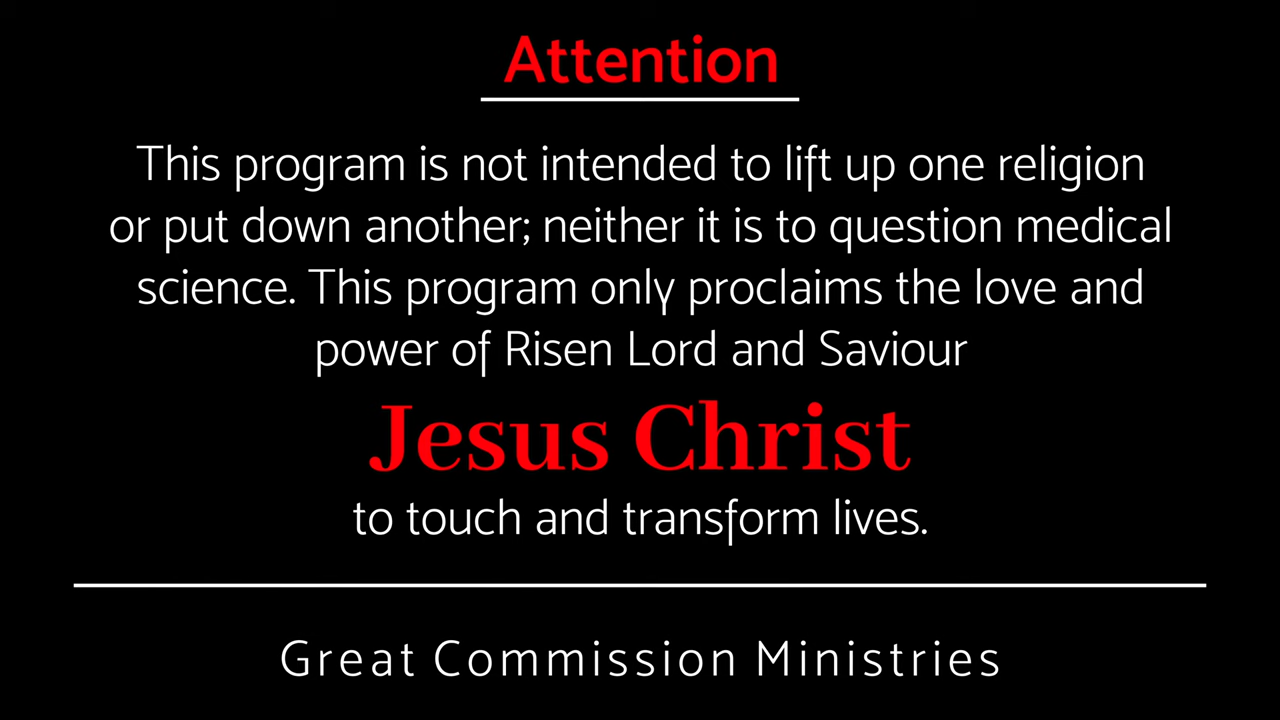 Attention
This program is not intended to lift up one religion
or put down another; neither it is to question medical
science. This program only proclaims the love and
power of Risen Lord and Saviour
Jesus Christ
to touch and transform lives.
Great Commission Ministries